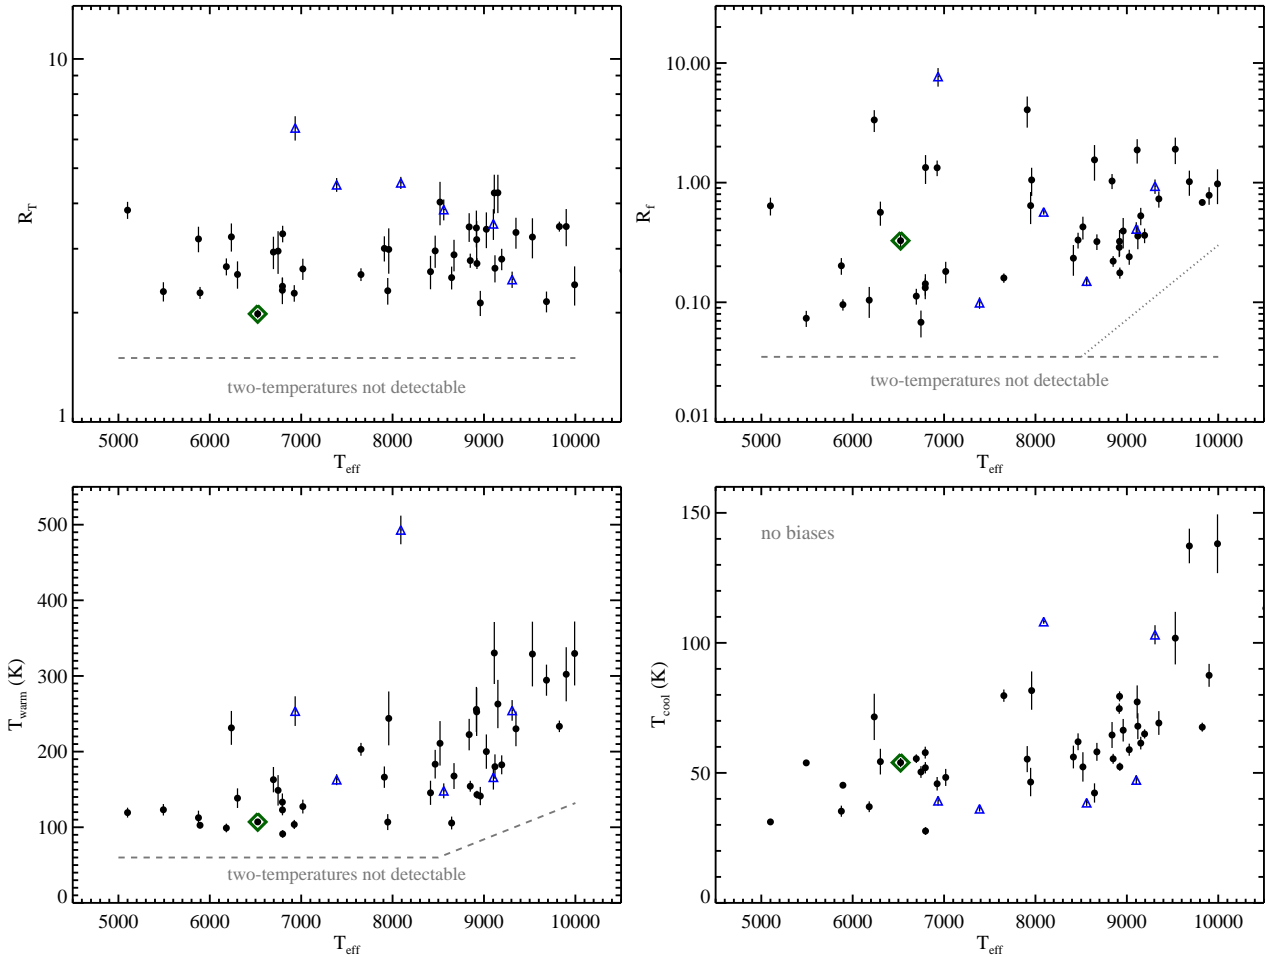 10
1
R_T
two-temperatures not detectable
5000 6000 7000 8000 9000 10000
T_eff
10.00
1.00
0.10
0.01
R_f
two-temperatures not detectable
5000 6000 7000 8000 9000 10000
T_eff
500
400
300
200
100
0
T_warm (K)
two-temperatures not detectable
5000 6000 7000 8000 9000 10000
T_eff
150
100
50
0
T_cool (K)
no biases
5000 6000 7000 8000 9000 10000
T_eff